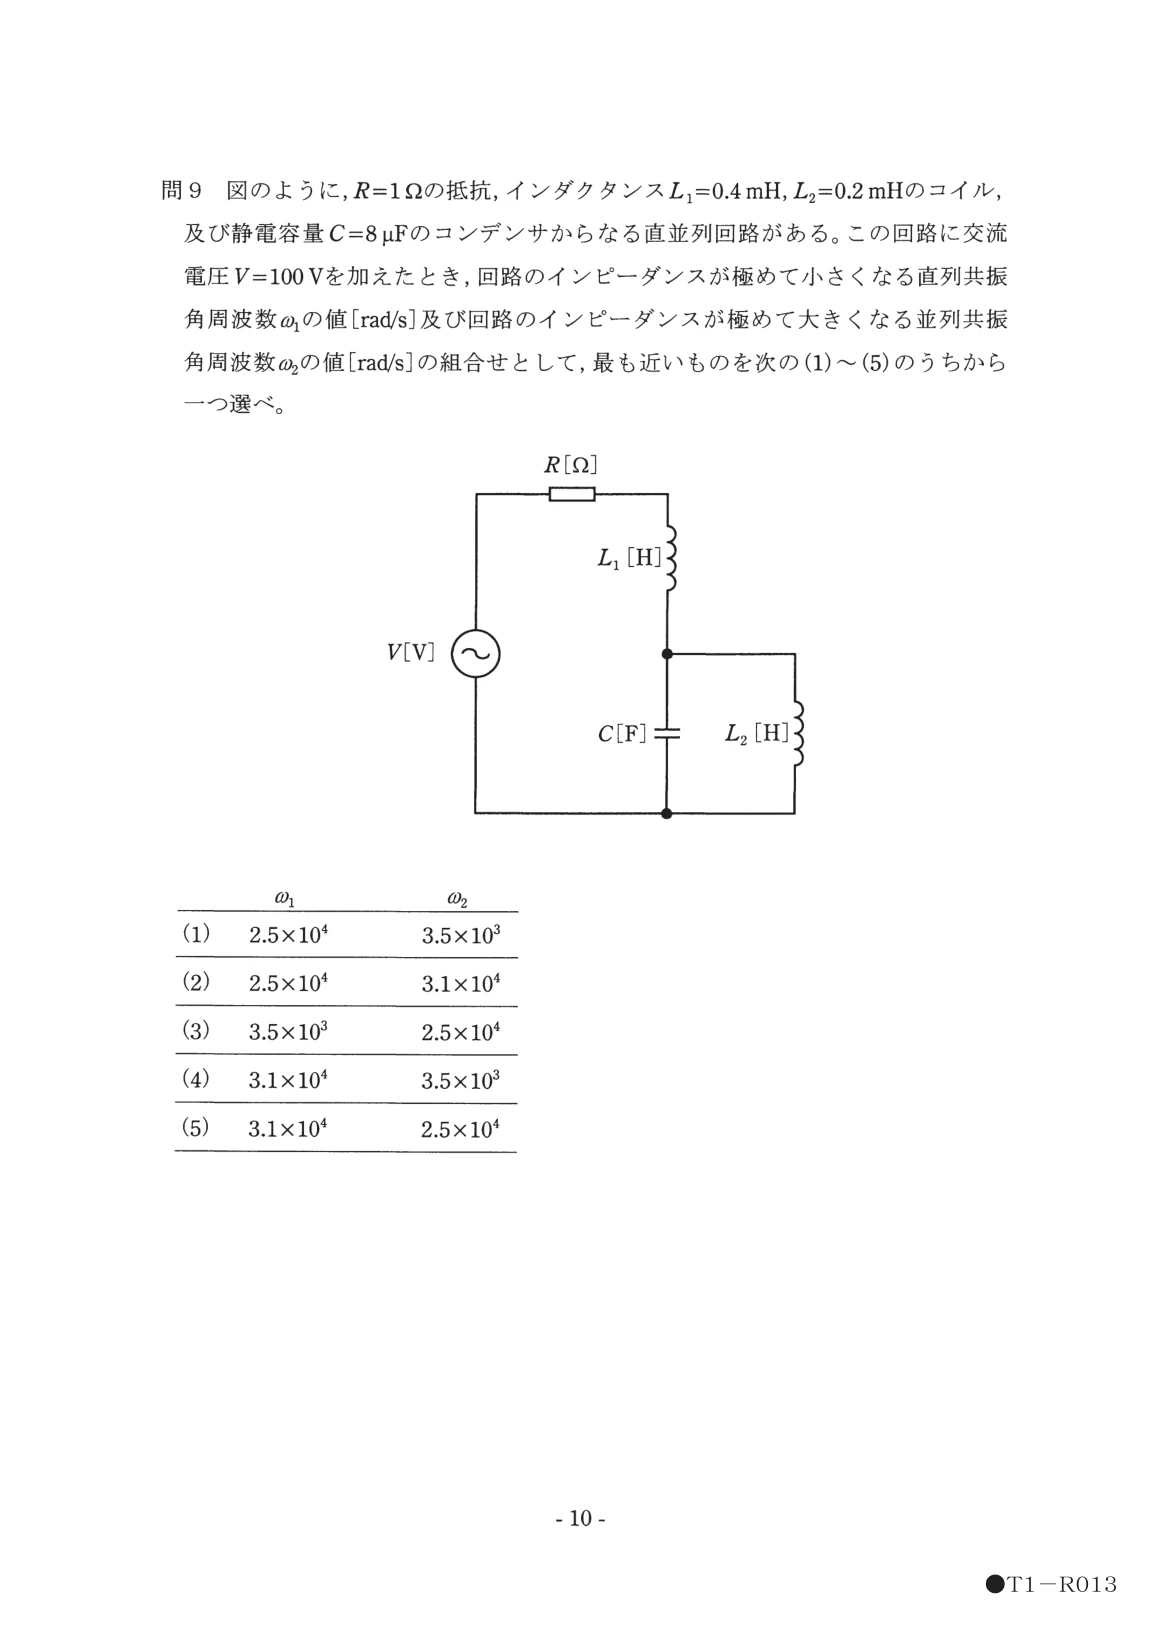 問９　図のように, R=1 Ωの抵抗, インダクタンスL₁=0.4 mH, L₂=0.2 mHのコイル,
及び静電容量C=8 μFのコンデンサからなる直並列回路がある。この回路に交流
電圧V=100 Vを加えたとき, 回路のインピーダンスが極めて小さくなる直列共振
角周波数ω₁の値[rad/s]及び回路のインピーダンスが極めて大きくなる並列共振
角周波数ω₂の値[rad/s]の組合せとして, 最も近いものを次の(1)～(5)のうちから
一つ選べ。
R[Ω]
L₁[H]
V[V]
C[F]
L₂[H]
ω₁ ω₂
(1) 2.5×10⁴ 3.5×10³
(2) 2.5×10⁴ 3.1×10⁴
(3) 3.5×10³ 2.5×10⁴
(4) 3.1×10⁴ 3.5×10³
(5) 3.1×10⁴ 2.5×10⁴
- 10 -
●T1－R013